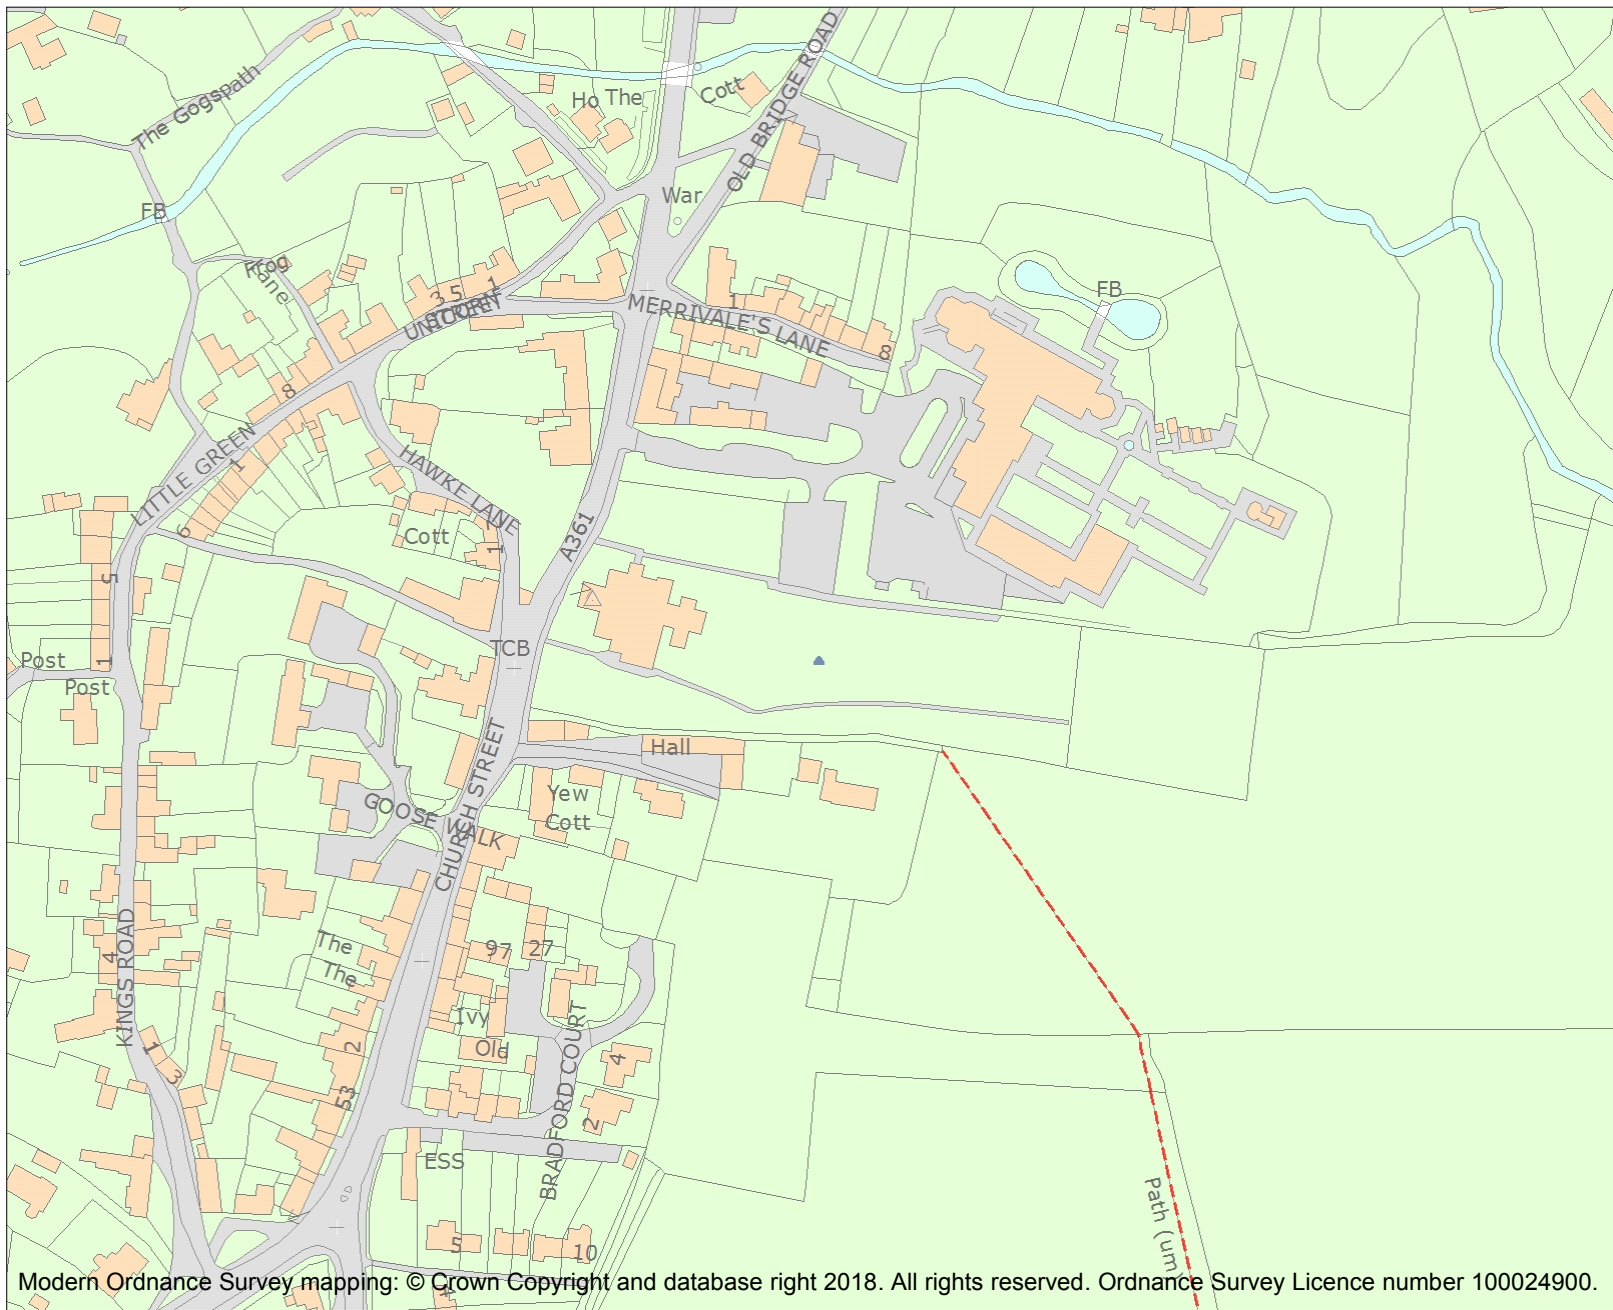 The Gogspath
Ho The
Cott
OLD BRIDGE ROAD
War
FB
Frog
Lane
3 5
1
UNICORN
STREET
MERRIVALE'S LANE
1
8
FB
8
LITTLE GREEN
1
6
HAWKE LANE
Cott
1
A361
5
1
TCB
Post
Post
CHURCH STREET
Hall
Yew
Cott
GOOSE WALK
KINGS ROAD
4
The
The
97
27
Ivy
Old
2
53
1
3
BRADFORD COURT
4
2
ESS
5
10
4
Path (um)
Modern Ordnance Survey mapping: © Crown Copyright and database right 2018. All rights reserved. Ordnance Survey Licence number 100024900.